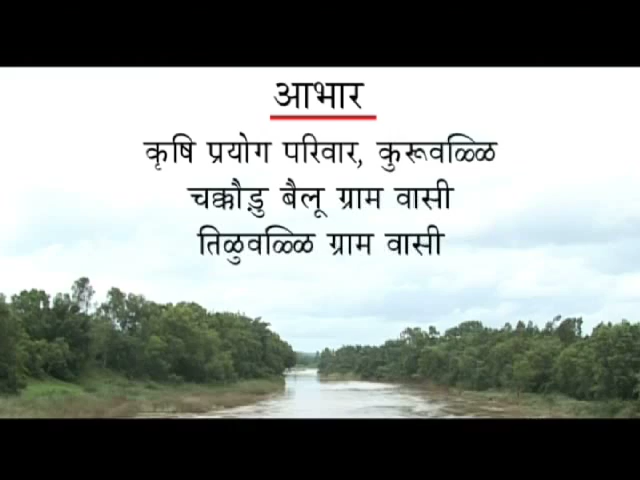 आभार
कृषि प्रयोग परिवार, कुरूवळ्ळि
चक्कौडु बैलू ग्राम वासी
तिळुवळ्ळि ग्राम वासी